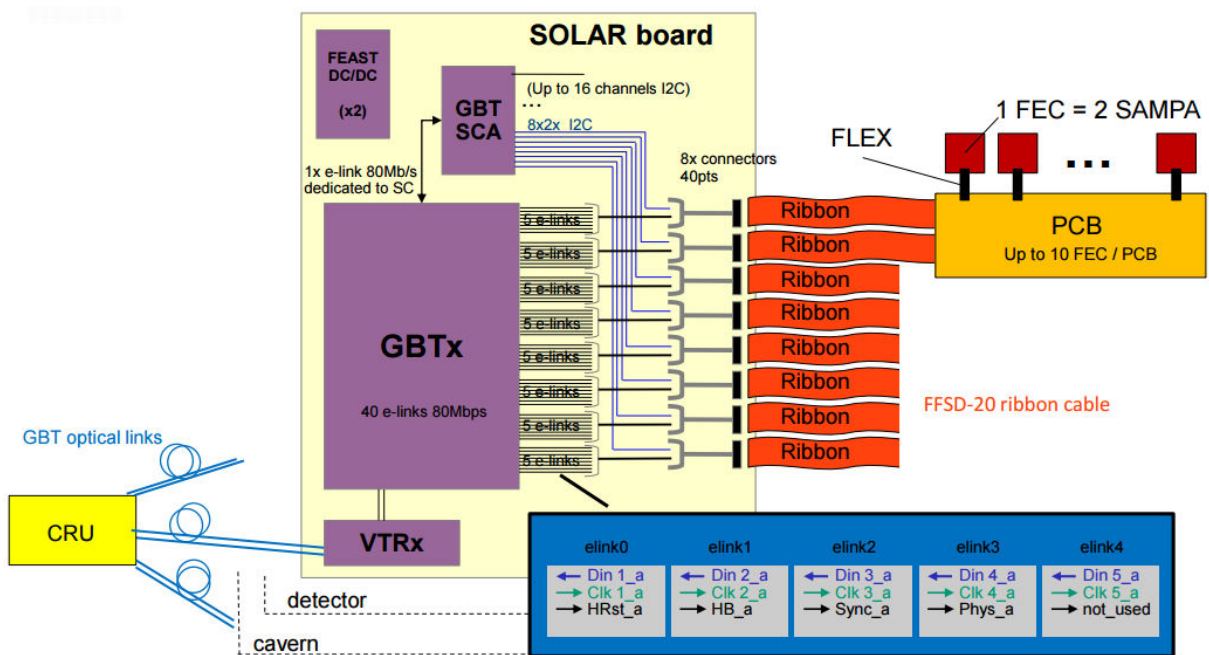 SOLAR board
FEAST
DC/DC
(x2)
GBT
SCA
(Up to 16 channels I2C)
...
8x2x I2C
1x e-link 80Mb/s
dedicated to SC
8x connectors
40pts
1 FEC = 2 SAMPA
FLEX
...
PCB
Up to 10 FEC / PCB
GBTx
40 e-links 80Mbps
5 e-links
5 e-links
5 e-links
5 e-links
5 e-links
5 e-links
5 e-links
5 e-links
Ribbon
Ribbon
Ribbon
Ribbon
Ribbon
Ribbon
Ribbon
Ribbon
FFSD-20 ribbon cable
GBT optical links
CRU
VTRx
detector
cavern
elink0
Din 1_a
Clk 1_a
HRst_a
elink1
Din 2_a
Clk 2_a
HB_a
elink2
Din 3_a
Clk 3_a
Sync_a
elink3
Din 4_a
Clk 4_a
Phys_a
elink4
Din 5_a
Clk 5_a
not_used